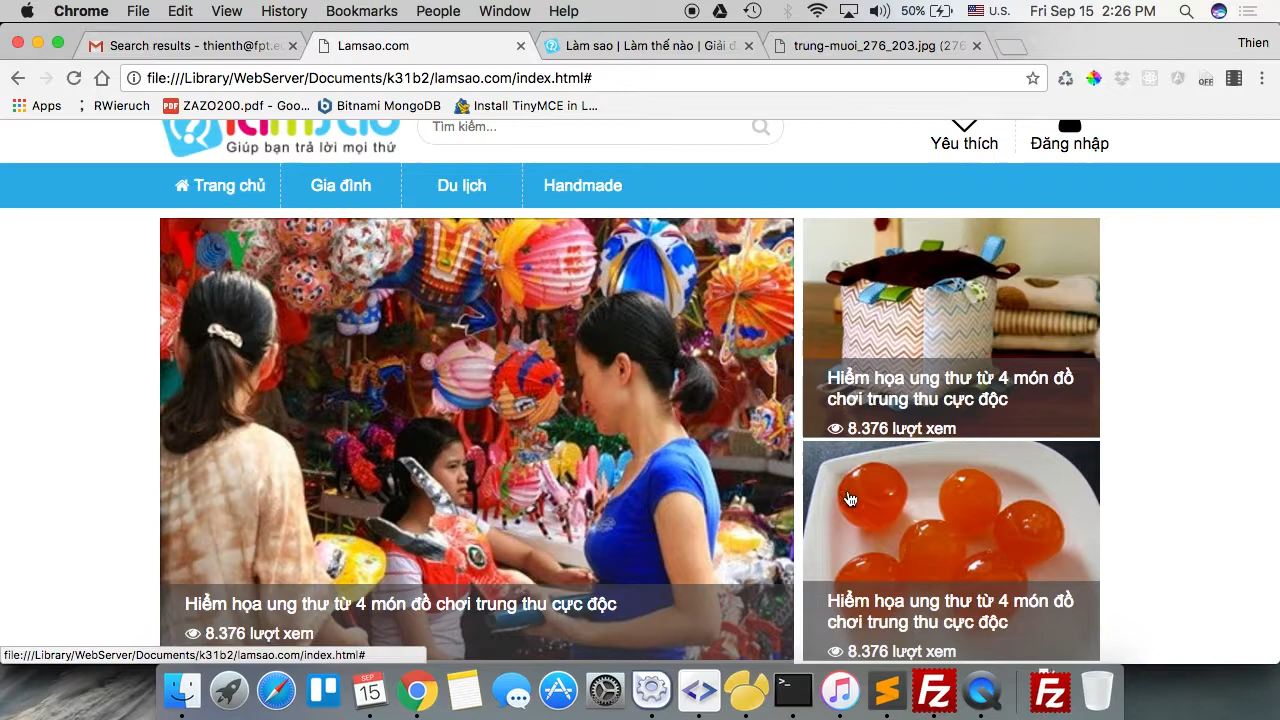 Chrome File Edit View History Bookmarks People Window Help 50% U.S. Fri Sep 15 2:26 PM
Search results - thienth@fpt.e Lamsao.com Làm sao | Làm thế nào | Giải đ trung-muoi_276_203.jpg (276 Thien
file:///Library/WebServer/Documents/k31b2/lamsao.com/index.html# OFF
Apps RWieruch PDF ZAZO200.pdf - Goo... Bitnami MongoDB Install TinyMCE in L...
Tìm kiếm...
Giúp bạn trả lời mọi thứ
Yêu thích Đăng nhập
Trang chủ Gia đình Du lịch Handmade
Hiểm họa ung thư từ 4 món đồ chơi trung thu cực độc
8.376 lượt xem
Hiểm họa ung thư từ 4 món đồ
chơi trung thu cực độc
8.376 lượt xem
Hiểm họa ung thư từ 4 món đồ
chơi trung thu cực độc
8.376 lượt xem
file:///Library/WebServer/Documents/k31b2/lamsao.com/index.html#
SEP
15